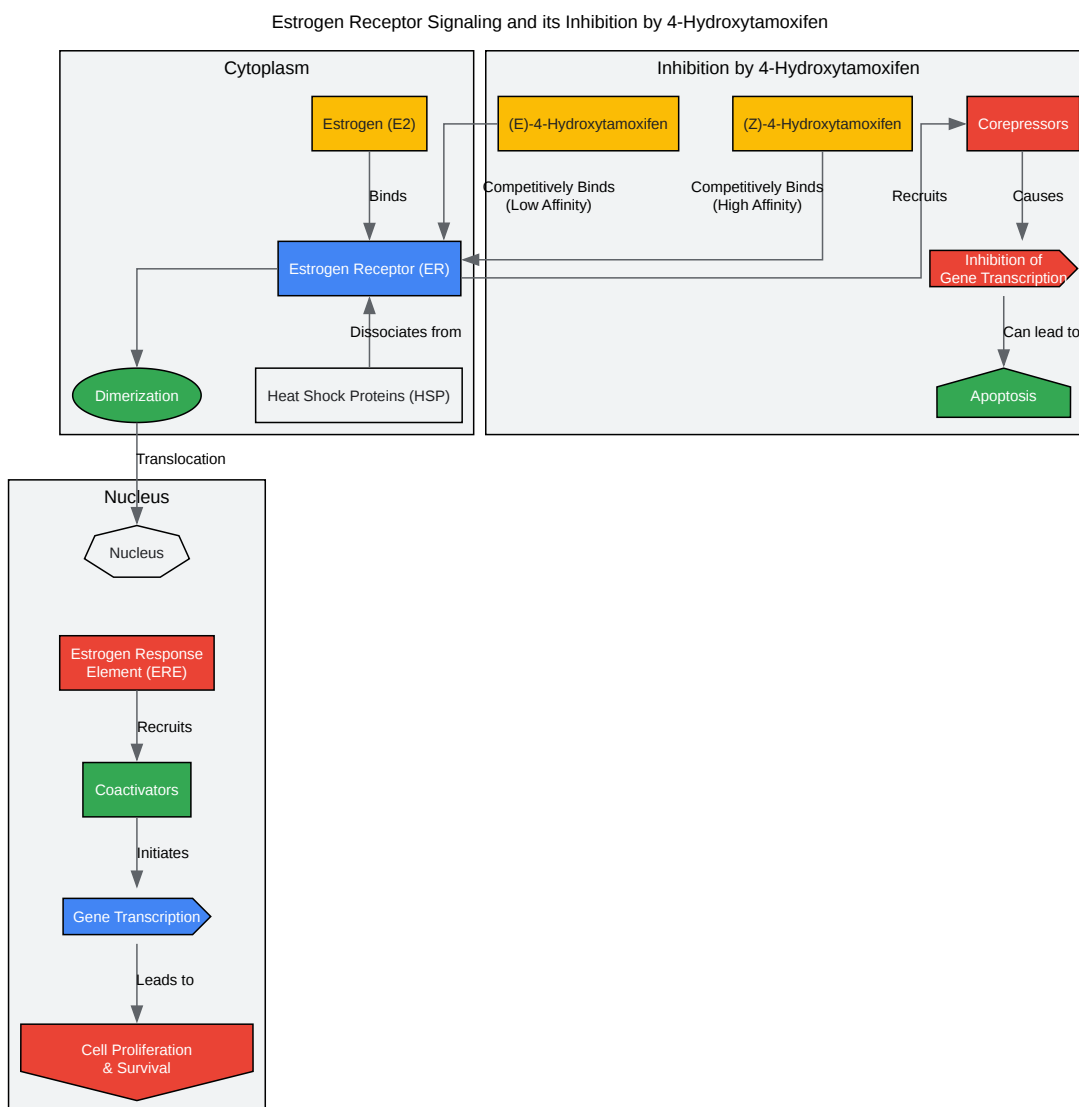 Estrogen Receptor Signaling and its Inhibition by 4-Hydroxytamoxifen
Cytoplasm
Inhibition by 4-Hydroxytamoxifen
Estrogen (E2)
(E)-4-Hydroxytamoxifen
(Z)-4-Hydroxytamoxifen
Corepressors
Binds
Competitively Binds
(Low Affinity)
Competitively Binds
(High Affinity)
Recruits
Causes
Estrogen Receptor (ER)
Inhibition of
Gene Transcription
Dissociates from
Can lead to
Dimerization
Heat Shock Proteins (HSP)
Apoptosis
Translocation
Nucleus
Nucleus
Estrogen Response
Element (ERE)
Recruits
Coactivators
Initiates
Gene Transcription
Leads to
Cell Proliferation
& Survival